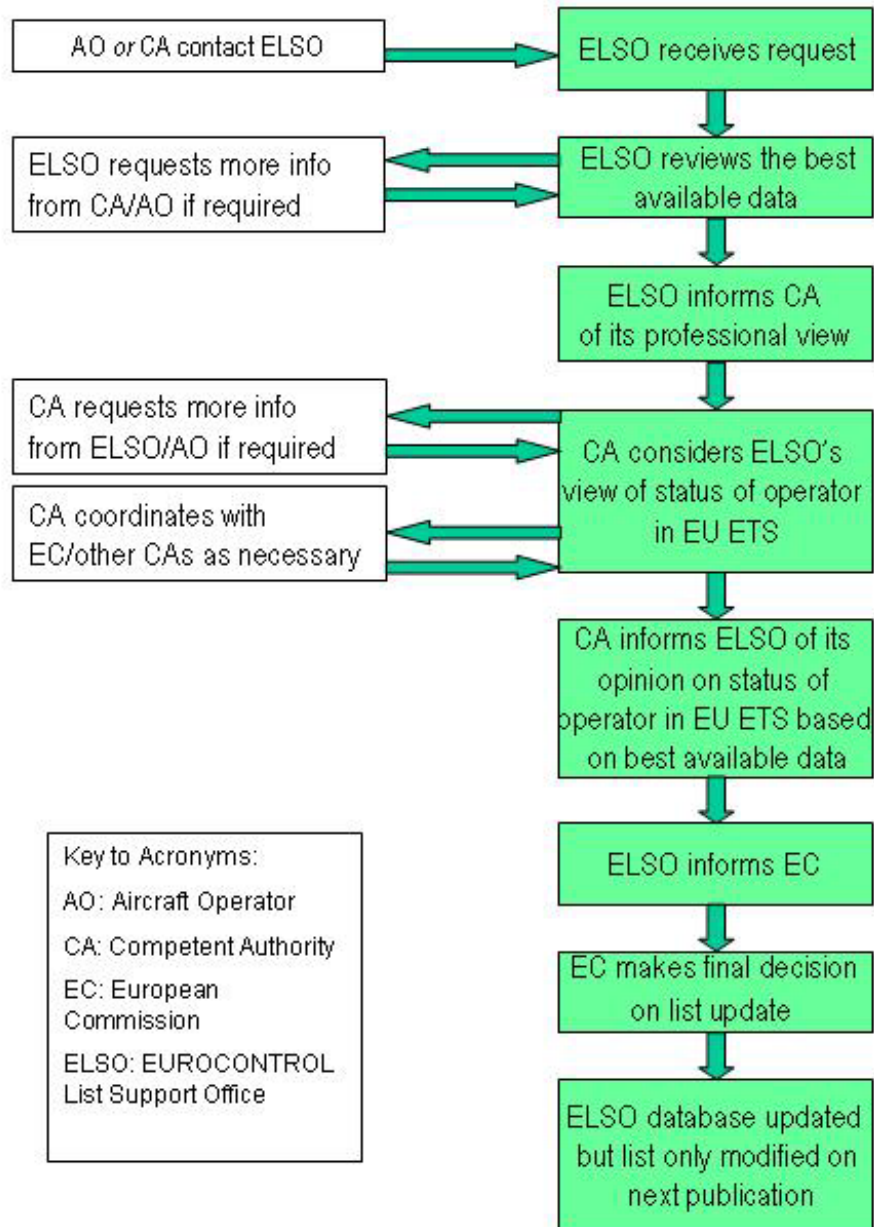 AO or CA contact ELSO
ELSO receives request
ELSO requests more info
from CA/AO if required
ELSO reviews the best
available data
ELSO informs CA
of its professional view
CA requests more info
from ELSO/AO if required
CA considers ELSO's
view of status of operator
in EU ETS
CA coordinates with
EC/other CAs as necessary
CA informs ELSO of its
opinion on status of
operator in EU ETS based
on best available data
ELSO informs EC
EC makes final decision
on list update
ELSO database updated
but list only modified on
next publication
Key to Acronyms:
AO: Aircraft Operator
CA: Competent Authority
EC: European
Commission
ELSO: EUROCONTROL
List Support Office